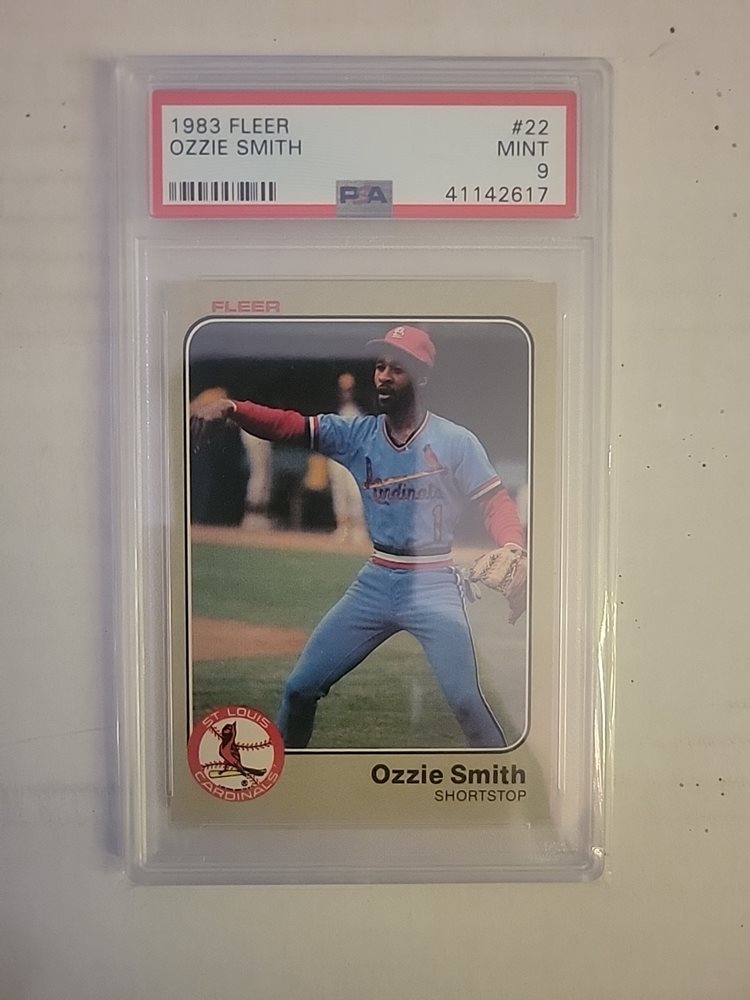 1983 FLEER #22
OZZIE SMITH MINT
9
PSA 41142617
FLEER
Cardinals
1
ST. LOUIS
CARDINALS
Ozzie Smith
SHORTSTOP